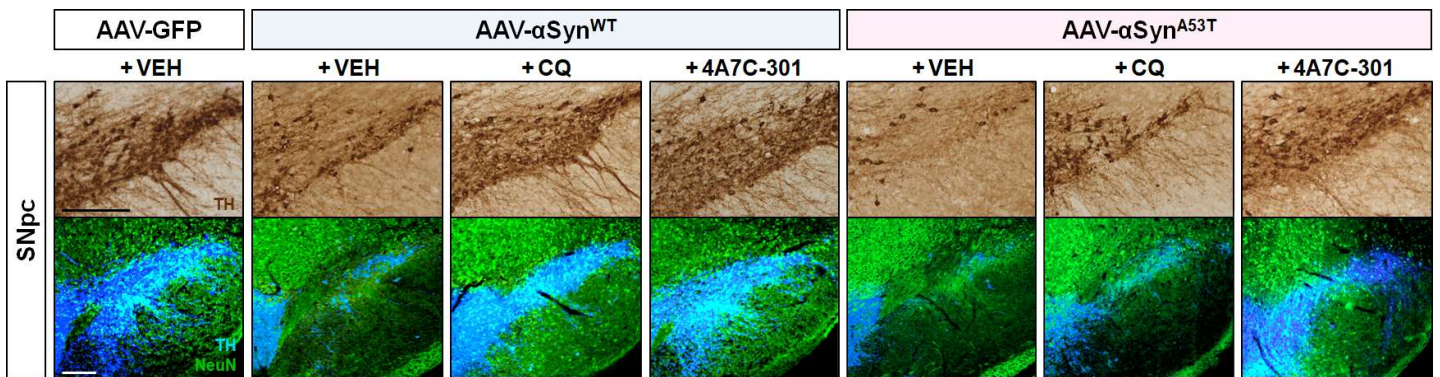 AAV-GFP AAV-αSynWT AAV-αSynA53T
+ VEH + VEH + CQ + 4A7C-301 + VEH + CQ + 4A7C-301
SNpc
TH
TH
NeuN